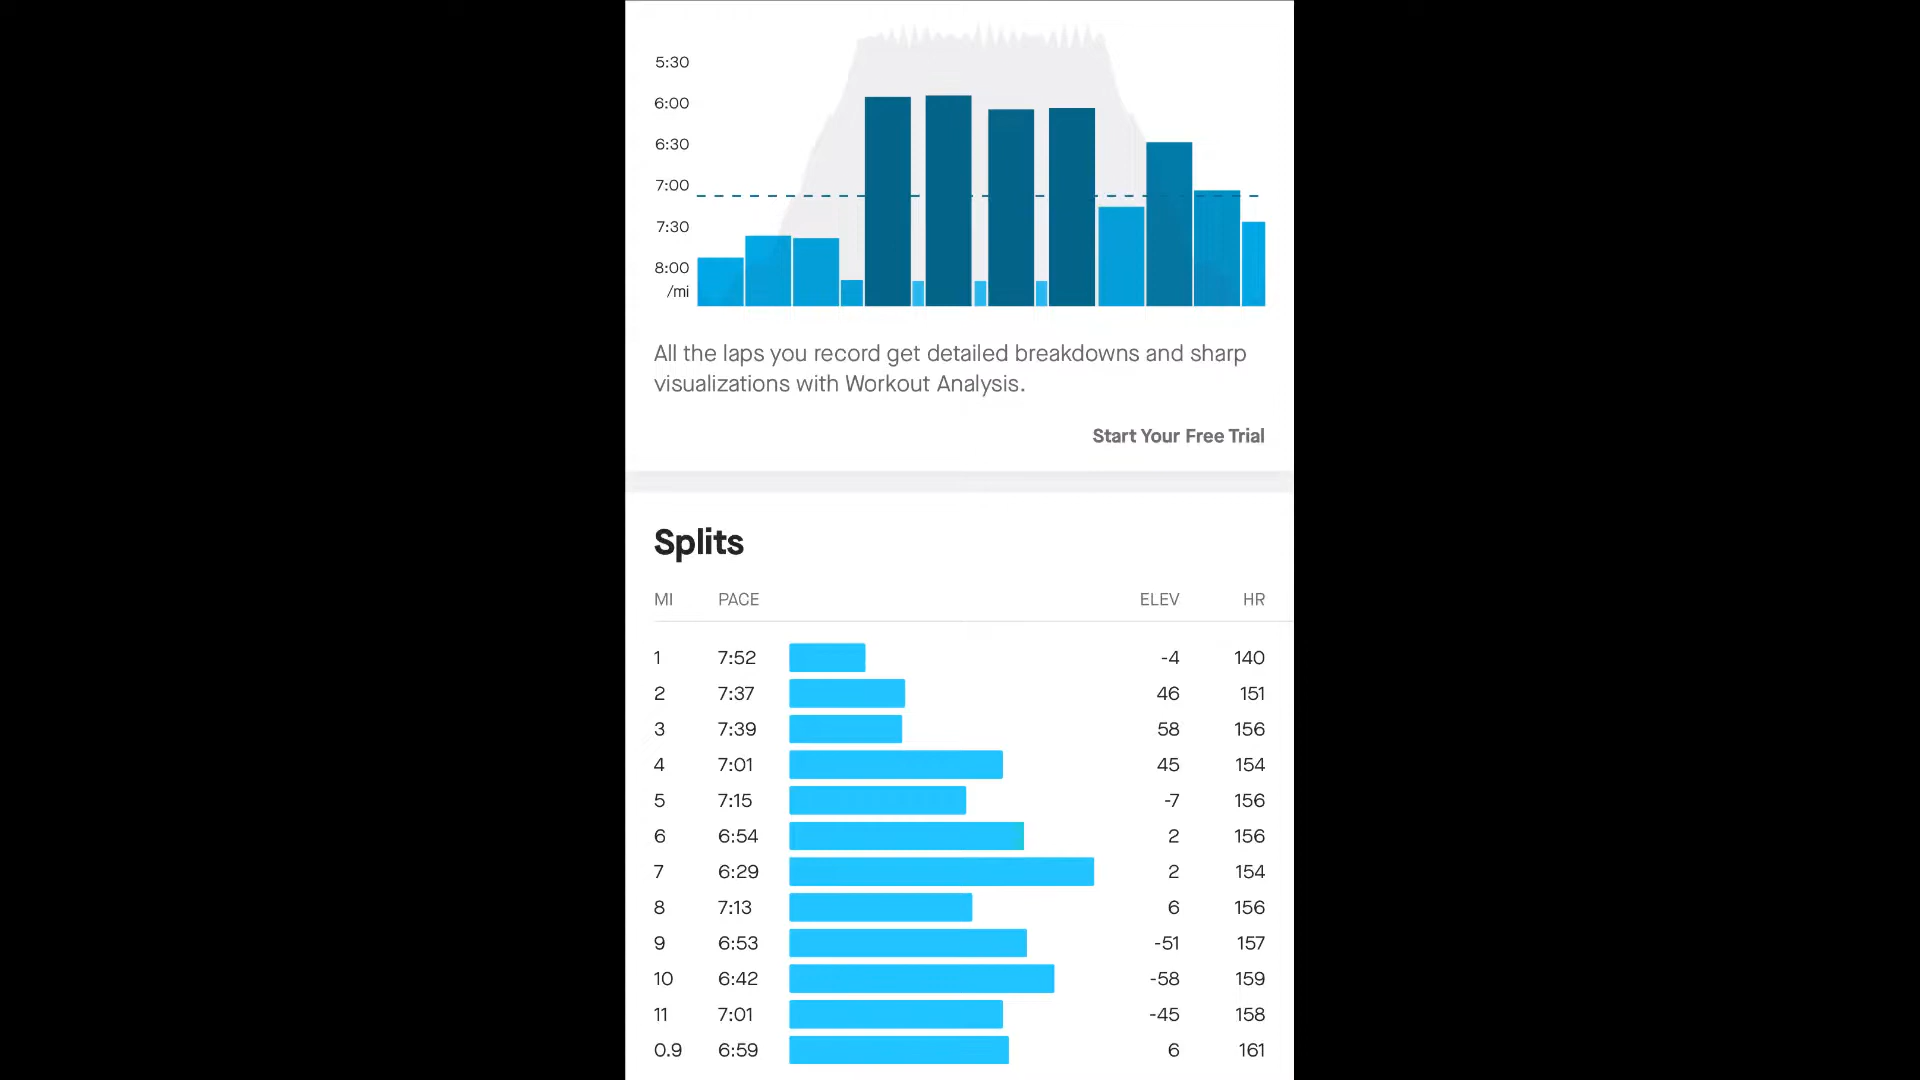 5:30
6:00
6:30
7:00
7:30
8:00
/mi
All the laps you record get detailed breakdowns and sharp
visualizations with Workout Analysis.
Start Your Free Trial
Splits
MI PACE ELEV HR
1 7:52 -4 140
2 7:37 46 151
3 7:39 58 156
4 7:01 45 154
5 7:15 -7 156
6 6:54 2 156
7 6:29 2 154
8 7:13 6 156
9 6:53 -51 157
10 6:42 -58 159
11 7:01 -45 158
0.9 6:59 6 161